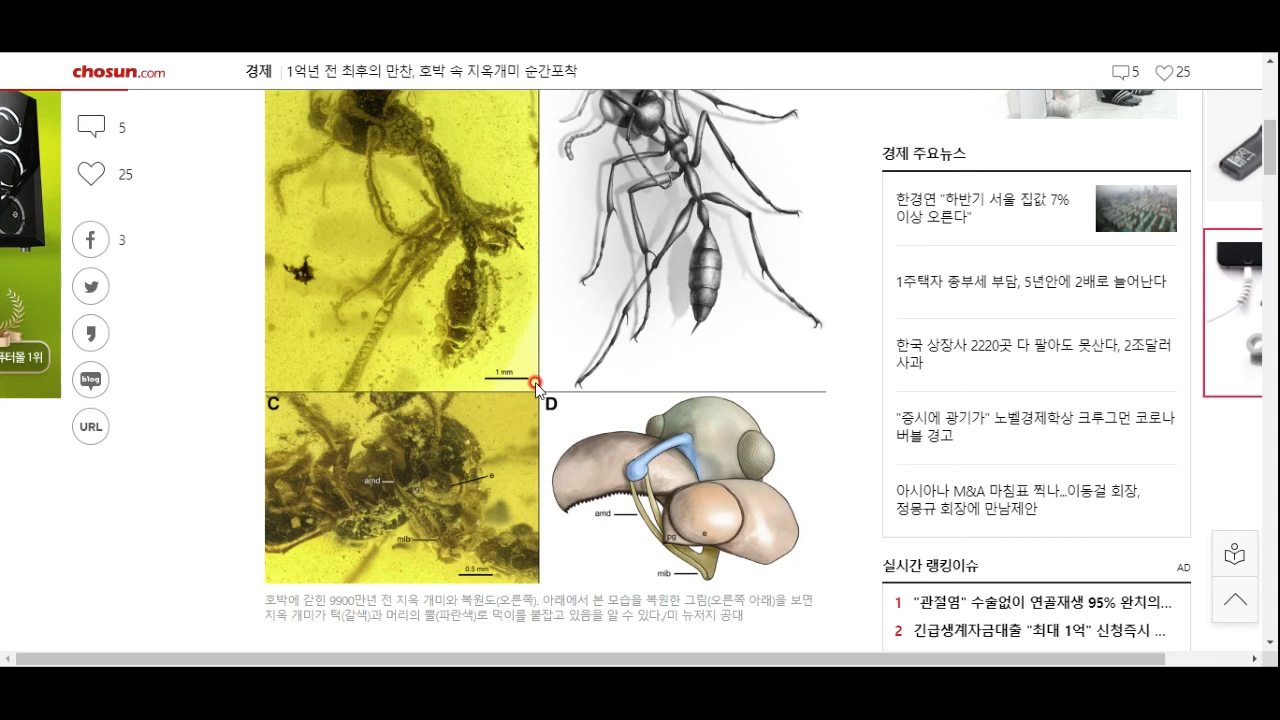 chosun.com
경제 1억년 전 최후의 만찬, 호박 속 지옥개미 순간포착
5 25
5
25
3
blog
URL
퓨터몰 1위
1 mm
C
D
amd
e
mib
0.5 mm
amd
pg
e
mib
호박에 갇힌 9900만년 전 지옥 개미와 복원도(오른쪽). 아래에서 본 모습을 복원한 그림(오른쪽 아래)을 보면
지옥 개미가 턱(갈색)과 머리의 뿔(파란색)로 먹이를 붙잡고 있음을 알 수 있다./미 뉴저지 공대
경제 주요뉴스
한경연 "하반기 서울 집값 7%
이상 오른다"
1주택자 종부세 부담, 5년안에 2배로 늘어난다
한국 상장사 2220곳 다 팔아도 못산다, 2조달러
사과
"증시에 광기가" 노벨경제학상 크루그먼 코로나
버블 경고
아시아나 M&A 마침표 찍나...이동걸 회장,
정몽규 회장에 만남제안
실시간 랭킹이슈 AD
1 "관절염" 수술없이 연골재생 95% 완치의...
2 긴급생계자금대출 "최대 1억" 신청즉시 ...